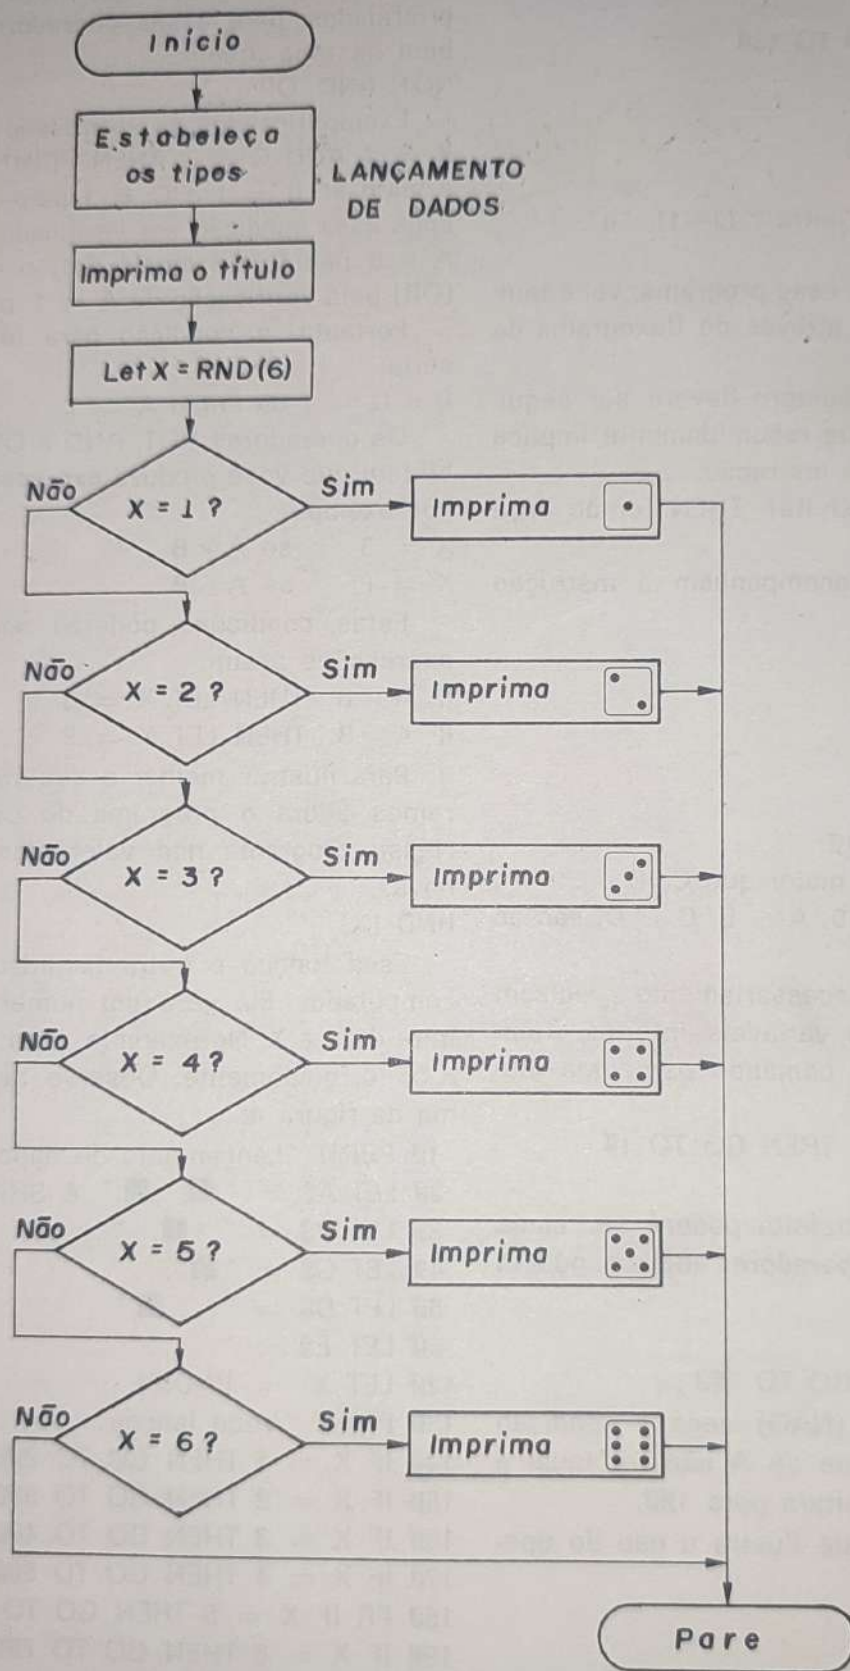 Início
Estabeleça
os tipos
LANÇAMENTO
DE DADOS
Imprima o título
Let X = RND(6)
X = 1 ?
Não
Sim
Imprima
X = 2 ?
Não
Sim
Imprima
X = 3 ?
Não
Sim
Imprima
X = 4 ?
Não
Sim
Imprima
X = 5 ?
Não
Sim
Imprima
X = 6 ?
Não
Sim
Imprima
Pare